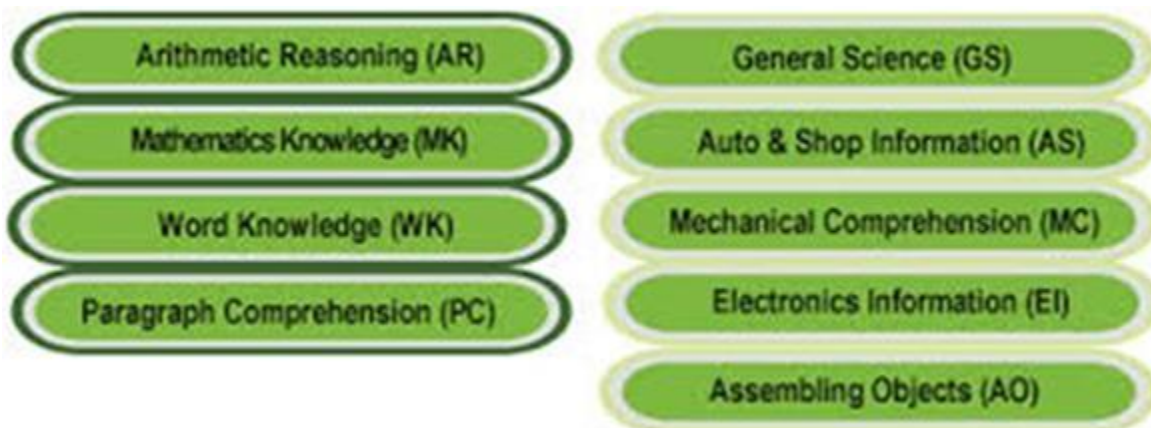 Arithmetic Reasoning (AR)
Mathematics Knowledge (MK)
Word Knowledge (WK)
Paragraph Comprehension (PC)
General Science (GS)
Auto & Shop Information (AS)
Mechanical Comprehension (MC)
Electronics Information (EI)
Assembling Objects (AO)